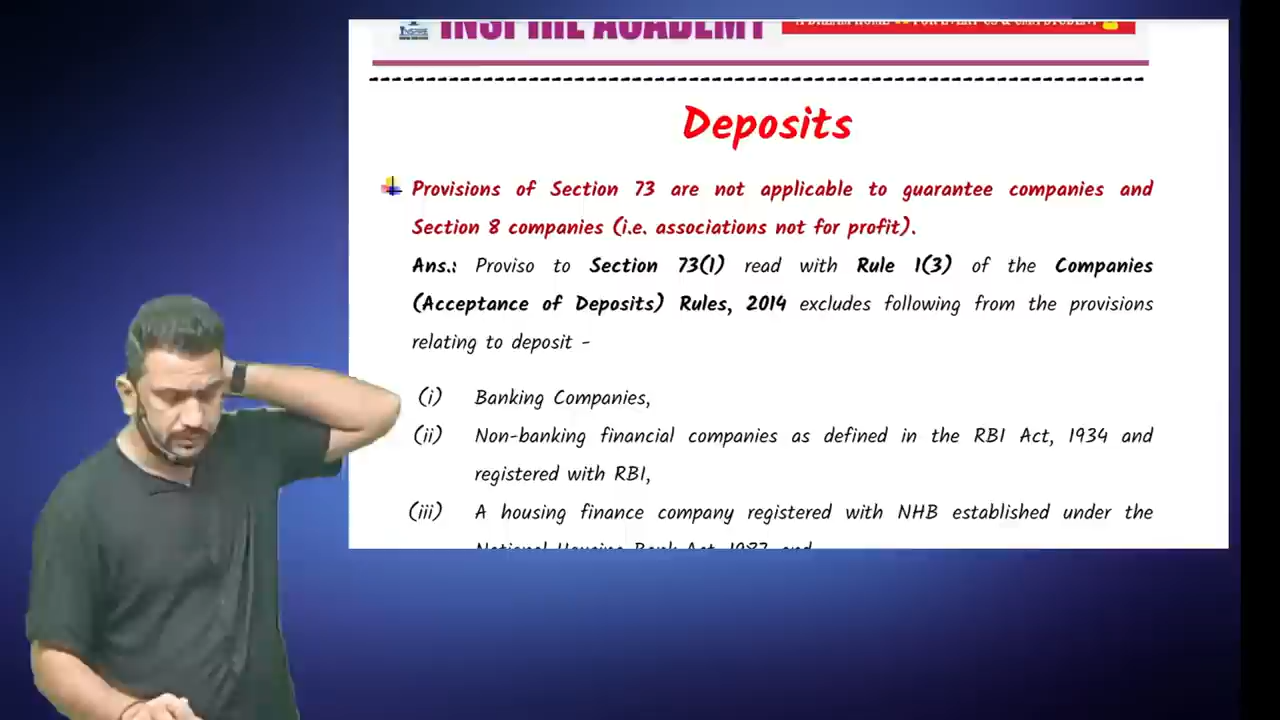 INSPIRE ACADEMY
Deposits
Provisions of Section 73 are not applicable to guarantee companies and
Section 8 companies (i.e. associations not for profit).
Ans.: Proviso to Section 73(1) read with Rule 1(3) of the Companies
(Acceptance of Deposits) Rules, 2014 excludes following from the provisions
relating to deposit -
(i) Banking Companies,
(ii) Non-banking financial companies as defined in the RBI Act, 1934 and
registered with RBI,
(iii) A housing finance company registered with NHB established under the
National Housing Bank Act, 1987, and